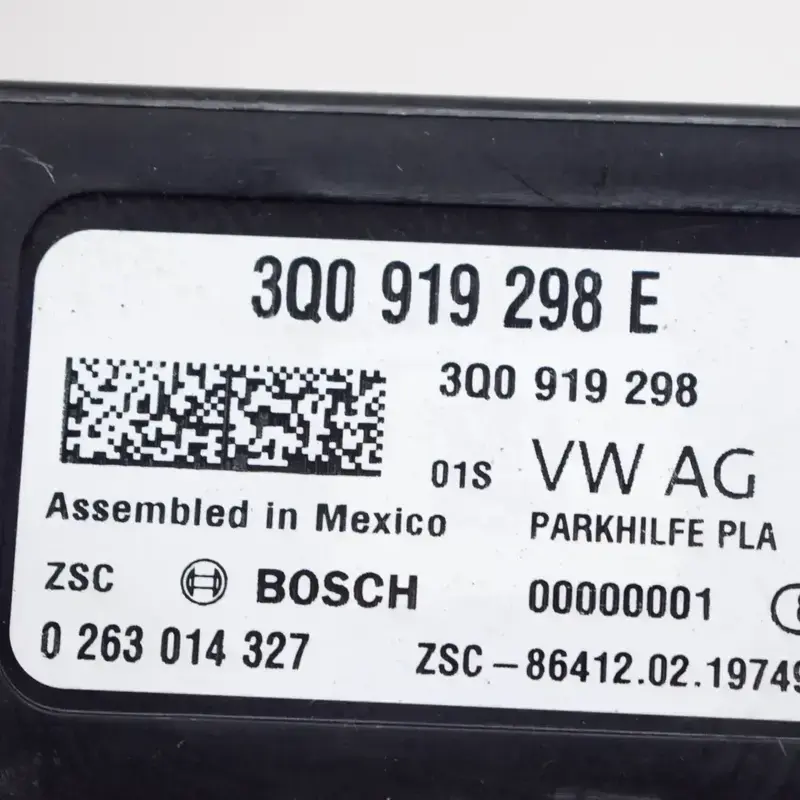 3Q0 919 298 E
3Q0 919 298
01S VW AG
Assembled in Mexico
PARKHILFE PLA
ZSC BOSCH 00000001
0 263 014 327
ZSC-86412.02.19749